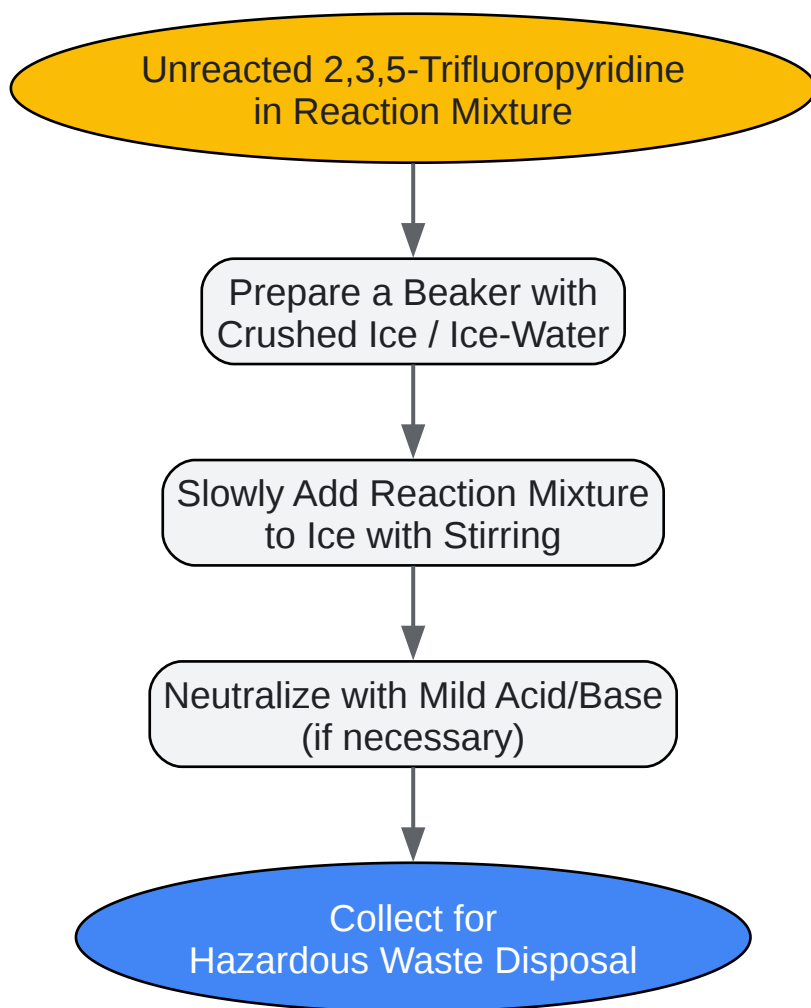 Unreacted 2,3,5-Trifluoropyridine
in Reaction Mixture
Prepare a Beaker with
Crushed Ice / Ice-Water
Slowly Add Reaction Mixture
to Ice with Stirring
Neutralize with Mild Acid/Base
(if necessary)
Collect for
Hazardous Waste Disposal